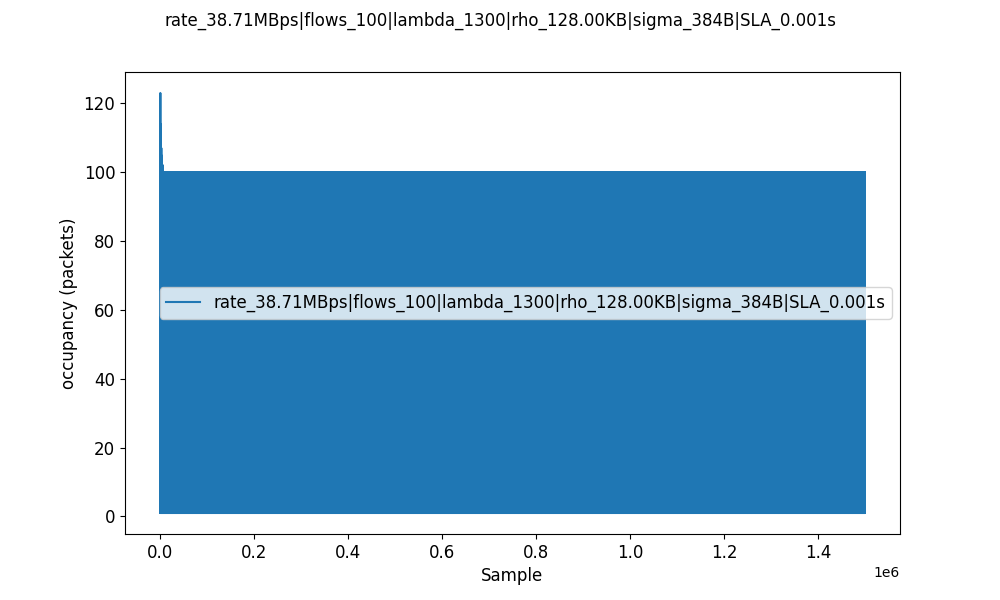 rate_38.71MBps|flows_100|lambda_1300|rho_128.00KB|sigma_384B|SLA_0.001s
120
100
80
60
40
20
0
occupancy (packets)
rate_38.71MBps|flows_100|lambda_1300|rho_128.00KB|sigma_384B|SLA_0.001s
0.0 0.2 0.4 0.6 0.8 1.0 1.2 1.4
1e6
Sample